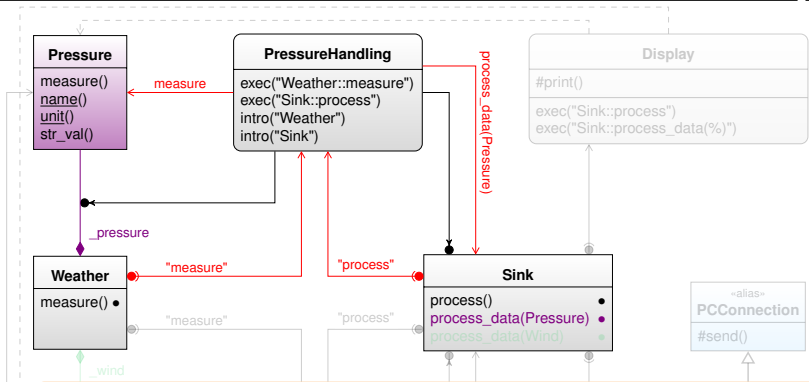 Pressure
measure()
name()
unit()
str_val()
measure
PressureHandling
exec("Weather::measure")
exec("Sink::process")
intro("Weather")
intro("Sink")
process_data(Pressure)
Display
#print()
exec("Sink::process")
exec("Sink::process_data(%)")
_pressure
Weather
measure()
"measure"
"process"
Sink
process()
process_data(Pressure)
process_data(Wind)
"measure"
"process"
«alias»
PCConnection
#send()
_wind